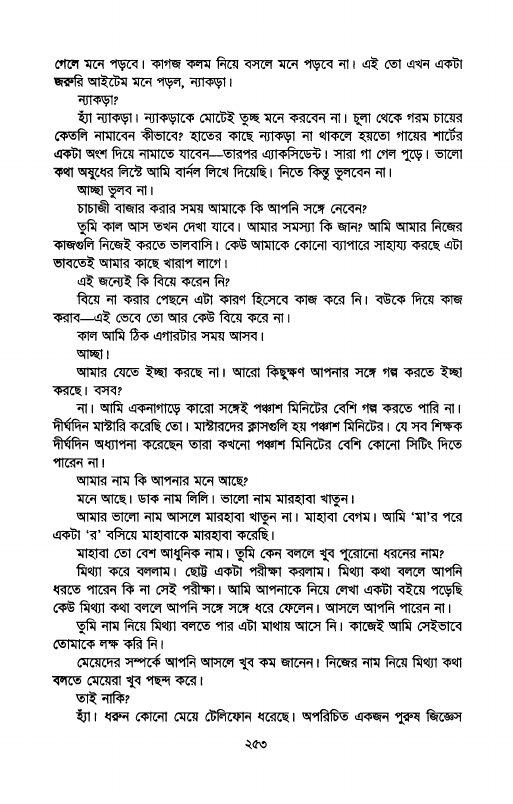 গেলে মনে পড়বে। কাগজ কলম নিয়ে বসলে মনে পড়বে না। এই তো এখন একটা
জরুরি আইটেম মনে পড়ল, ন্যাকড়া।
ন্যাকড়া?
হ্যাঁ ন্যাকড়া। ন্যাকড়াকে মোটেই তুচ্ছ মনে করবেন না। চুলা থেকে গরম চায়ের
কেতলি নামাবেন কীভাবে? হাতের কাছে ন্যাকড়া না থাকলে হয়তো গায়ের শার্টের
একটা অংশ দিয়ে নামাতে যাবেন—তারপর এ্যাকসিডেন্ট। সারা গা গেল পুড়ে। ভালো
কথা অষুধের লিস্টে আমি বার্নল লিখে দিয়েছি। নিতে কিন্তু ভুলবেন না।
আচ্ছা ভুলব না।
চাচাজী বাজার করার সময় আমাকে কি আপনি সঙ্গে নেবেন?
তুমি কাল আস তখন দেখা যাবে। আমার সমস্যা কি জান? আমি আমার নিজের
কাজগুলি নিজেই করতে ভালবাসি। কেউ আমাকে কোনো ব্যাপারে সাহায্য করছে এটা
ভাবতেই আমার কাছে খারাপ লাগে।
এই জন্যেই কি বিয়ে করেন নি?
বিয়ে না করার পেছনে এটা কারণ হিসেবে কাজ করে নি। বউকে দিয়ে কাজ
করাব—এই ভেবে তো আর কেউ বিয়ে করে না।
কাল আমি ঠিক এগারটার সময় আসব।
আচ্ছা।
আমার যেতে ইচ্ছা করছে না। আরো কিছুক্ষণ আপনার সঙ্গে গল্প করতে ইচ্ছা
করছে। বসব?
না। আমি একনাগাড়ে কারো সঙ্গেই পঞ্চাশ মিনিটের বেশি গল্প করতে পারি না।
দীর্ঘদিন মাস্টারি করেছি তো। মাস্টারদের ক্লাসগুলি হয় পঞ্চাশ মিনিটের। যে সব শিক্ষক
দীর্ঘদিন অধ্যাপনা করেছেন তারা কখনো পঞ্চাশ মিনিটের বেশি কোনো সিটিং দিতে
পারেন না।
আমার নাম কি আপনার মনে আছে?
মনে আছে। ডাক নাম লিলি। ভালো নাম মারহাবা খাতুন।
আমার ভালো নাম আসলে মারহাবা খাতুন না। মাহাবা বেগম। আমি ‘মা’র পরে
একটা ‘র’ বসিয়ে মাহাবাকে মারহাবা করেছি।
মাহাবা তো বেশ আধুনিক নাম। তুমি কেন বললে খুব পুরোনো ধরনের নাম?
মিথ্যা করে বললাম। ছোট্ট একটা পরীক্ষা করলাম। মিথ্যা কথা বললে আপনি
ধরতে পারেন কি না সেই পরীক্ষা। আমি আপনাকে নিয়ে লেখা একটা বইয়ে পড়েছি
কেউ মিথ্যা কথা বললে আপনি সঙ্গে সঙ্গে ধরে ফেলেন। আসলে আপনি পারেন না।
তুমি নাম নিয়ে মিথ্যা বলতে পার এটা মাথায় আসে নি। কাজেই আমি সেইভাবে
তোমাকে লক্ষ করি নি।
মেয়েদের সম্পর্কে আপনি আসলে খুব কম জানেন। নিজের নাম নিয়ে মিথ্যা কথা
বলতে মেয়েরা খুব পছন্দ করে।
তাই নাকি?
হ্যাঁ। ধরুন কোনো মেয়ে টেলিফোন ধরেছে। অপরিচিত একজন পুরুষ জিজ্ঞেস
২৫৩